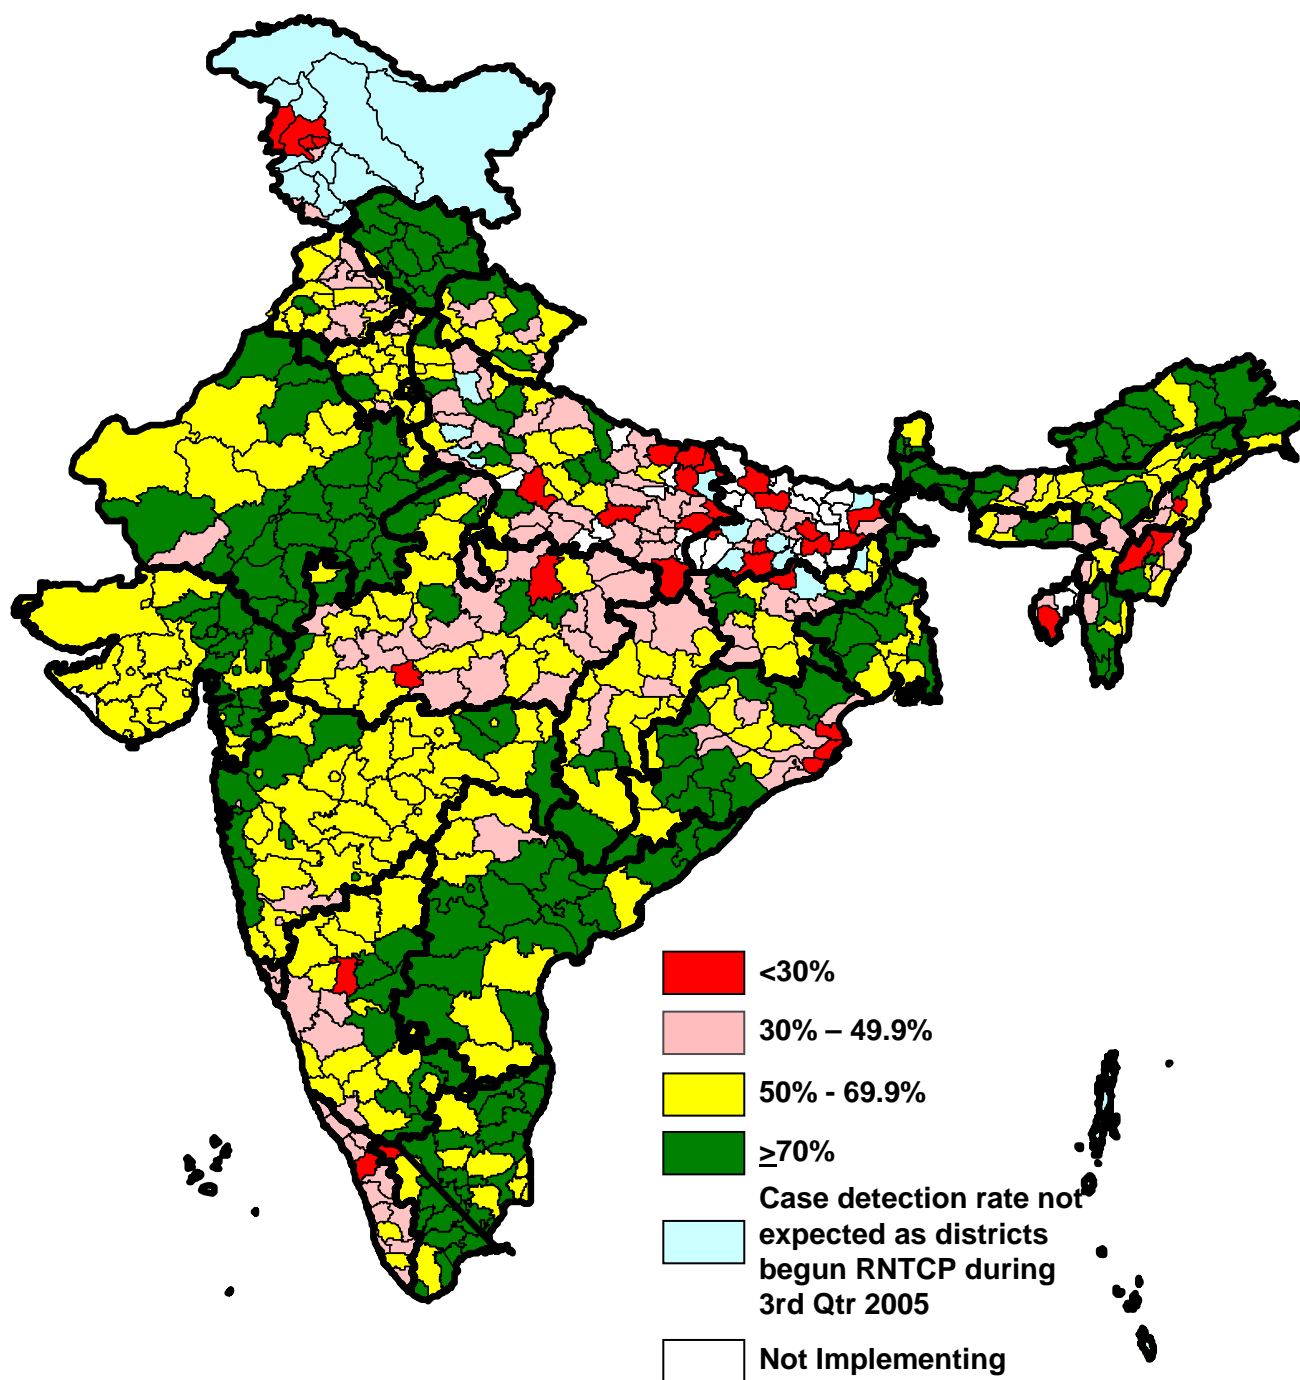 <30%
30% – 49.9%
50% - 69.9%
≥70%
Case detection rate not
expected as districts
begun RNTCP during
3rd Qtr 2005
Not Implementing